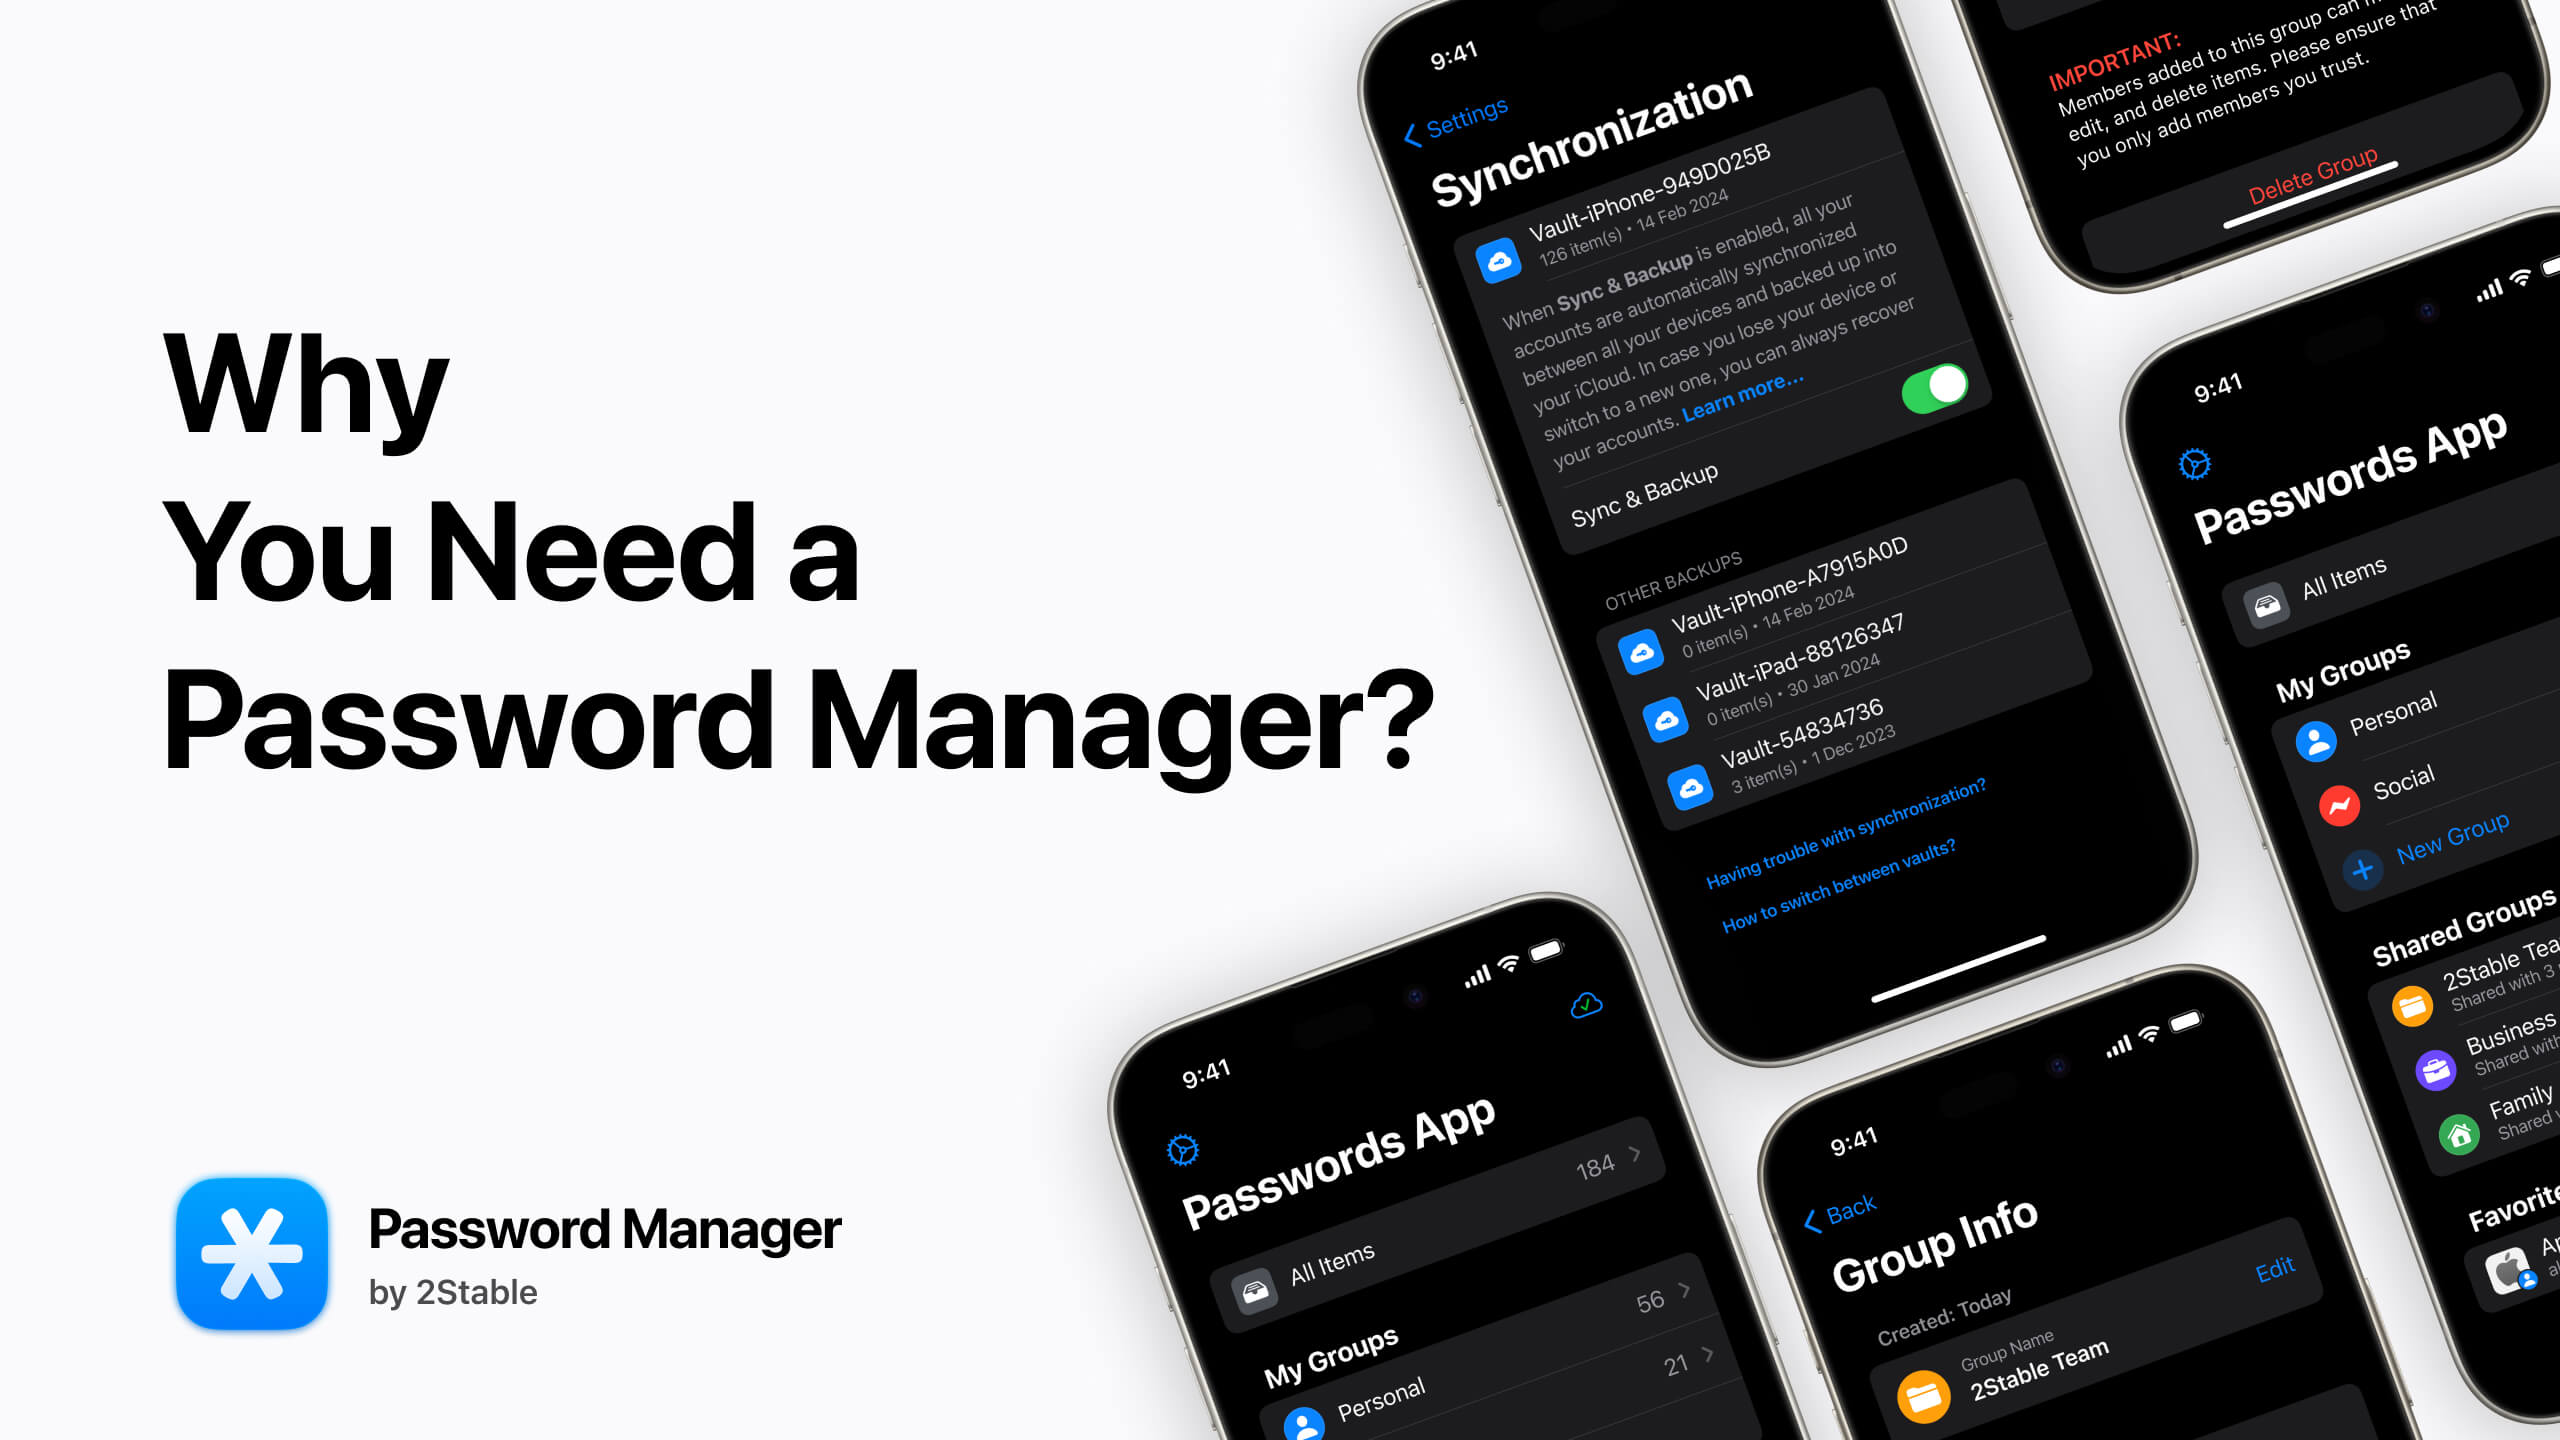 Why
You Need a
Password Manager?
Password Manager
by 2Stable
9:41
Settings
Synchronization
Vault-iPhone-949D025B
126 item(s) • 14 Feb 2024
When Sync & Backup is enabled, all your
accounts are automatically synchronized
between all your devices and backed up into
your iCloud. In case you lose your device or
switch to a new one, you can always recover
your accounts. Learn more...
Sync & Backup
OTHER BACKUPS
Vault-iPhone-A7915A0D
0 item(s) • 14 Feb 2024
Vault-iPad-88126347
0 item(s) • 30 Jan 2024
Vault-54834736
3 item(s) • 1 Dec 2023
Having trouble with synchronization?
How to switch between vaults?
IMPORTANT:
Members added to this group can
edit, and delete items. Please ensure that
you only add members you trust.
Delete Group
9:41
Passwords App
All Items
My Groups
Personal
Social
New Group
Shared Groups
2Stable
Shared with 3
Business
Shared
Family
Shared
9:41
Passwords App
All Items 184
My Groups
Personal 56
21
9:41
Back
Group Info
Created: Today
Group Name
2Stable Team
Edit